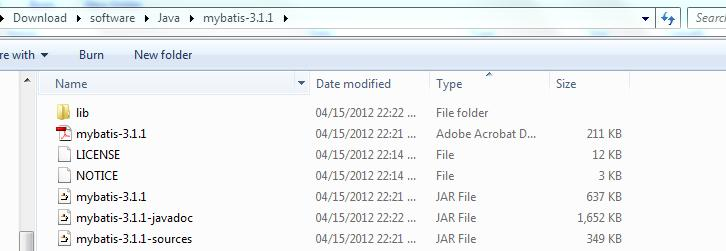 Download software Java mybatis-3.1.1 Searc
re with Burn New folder
Name Date modified Type Size
lib 04/15/2012 22:22 ... File folder
mybatis-3.1.1 04/15/2012 22:21 ... Adobe Acrobat D... 211 KB
LICENSE 04/15/2012 22:14 ... File 12 KB
NOTICE 04/15/2012 22:14 ... File 3 KB
mybatis-3.1.1 04/15/2012 22:21 ... JAR File 637 KB
mybatis-3.1.1-javadoc 04/15/2012 22:22 ... JAR File 1,652 KB
mybatis-3.1.1-sources 04/15/2012 22:21 ... JAR File 349 KB